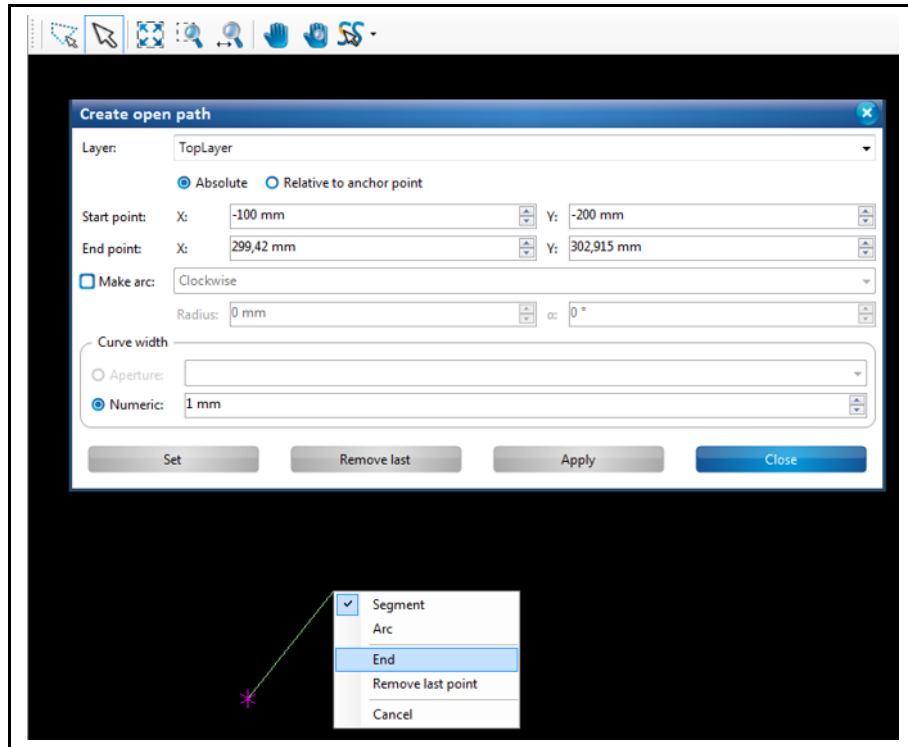 Create open path
Layer: TopLayer
Absolute Relative to anchor point
Start point: X: -100 mm Y: -200 mm
End point: X: 299,42 mm Y: 302,915 mm
Make arc: Clockwise
Radius: 0 mm α: 0 °
Curve width
Aperture:
Numeric: 1 mm
Set Remove last Apply Close
Segment
Arc
End
Remove last point
Cancel